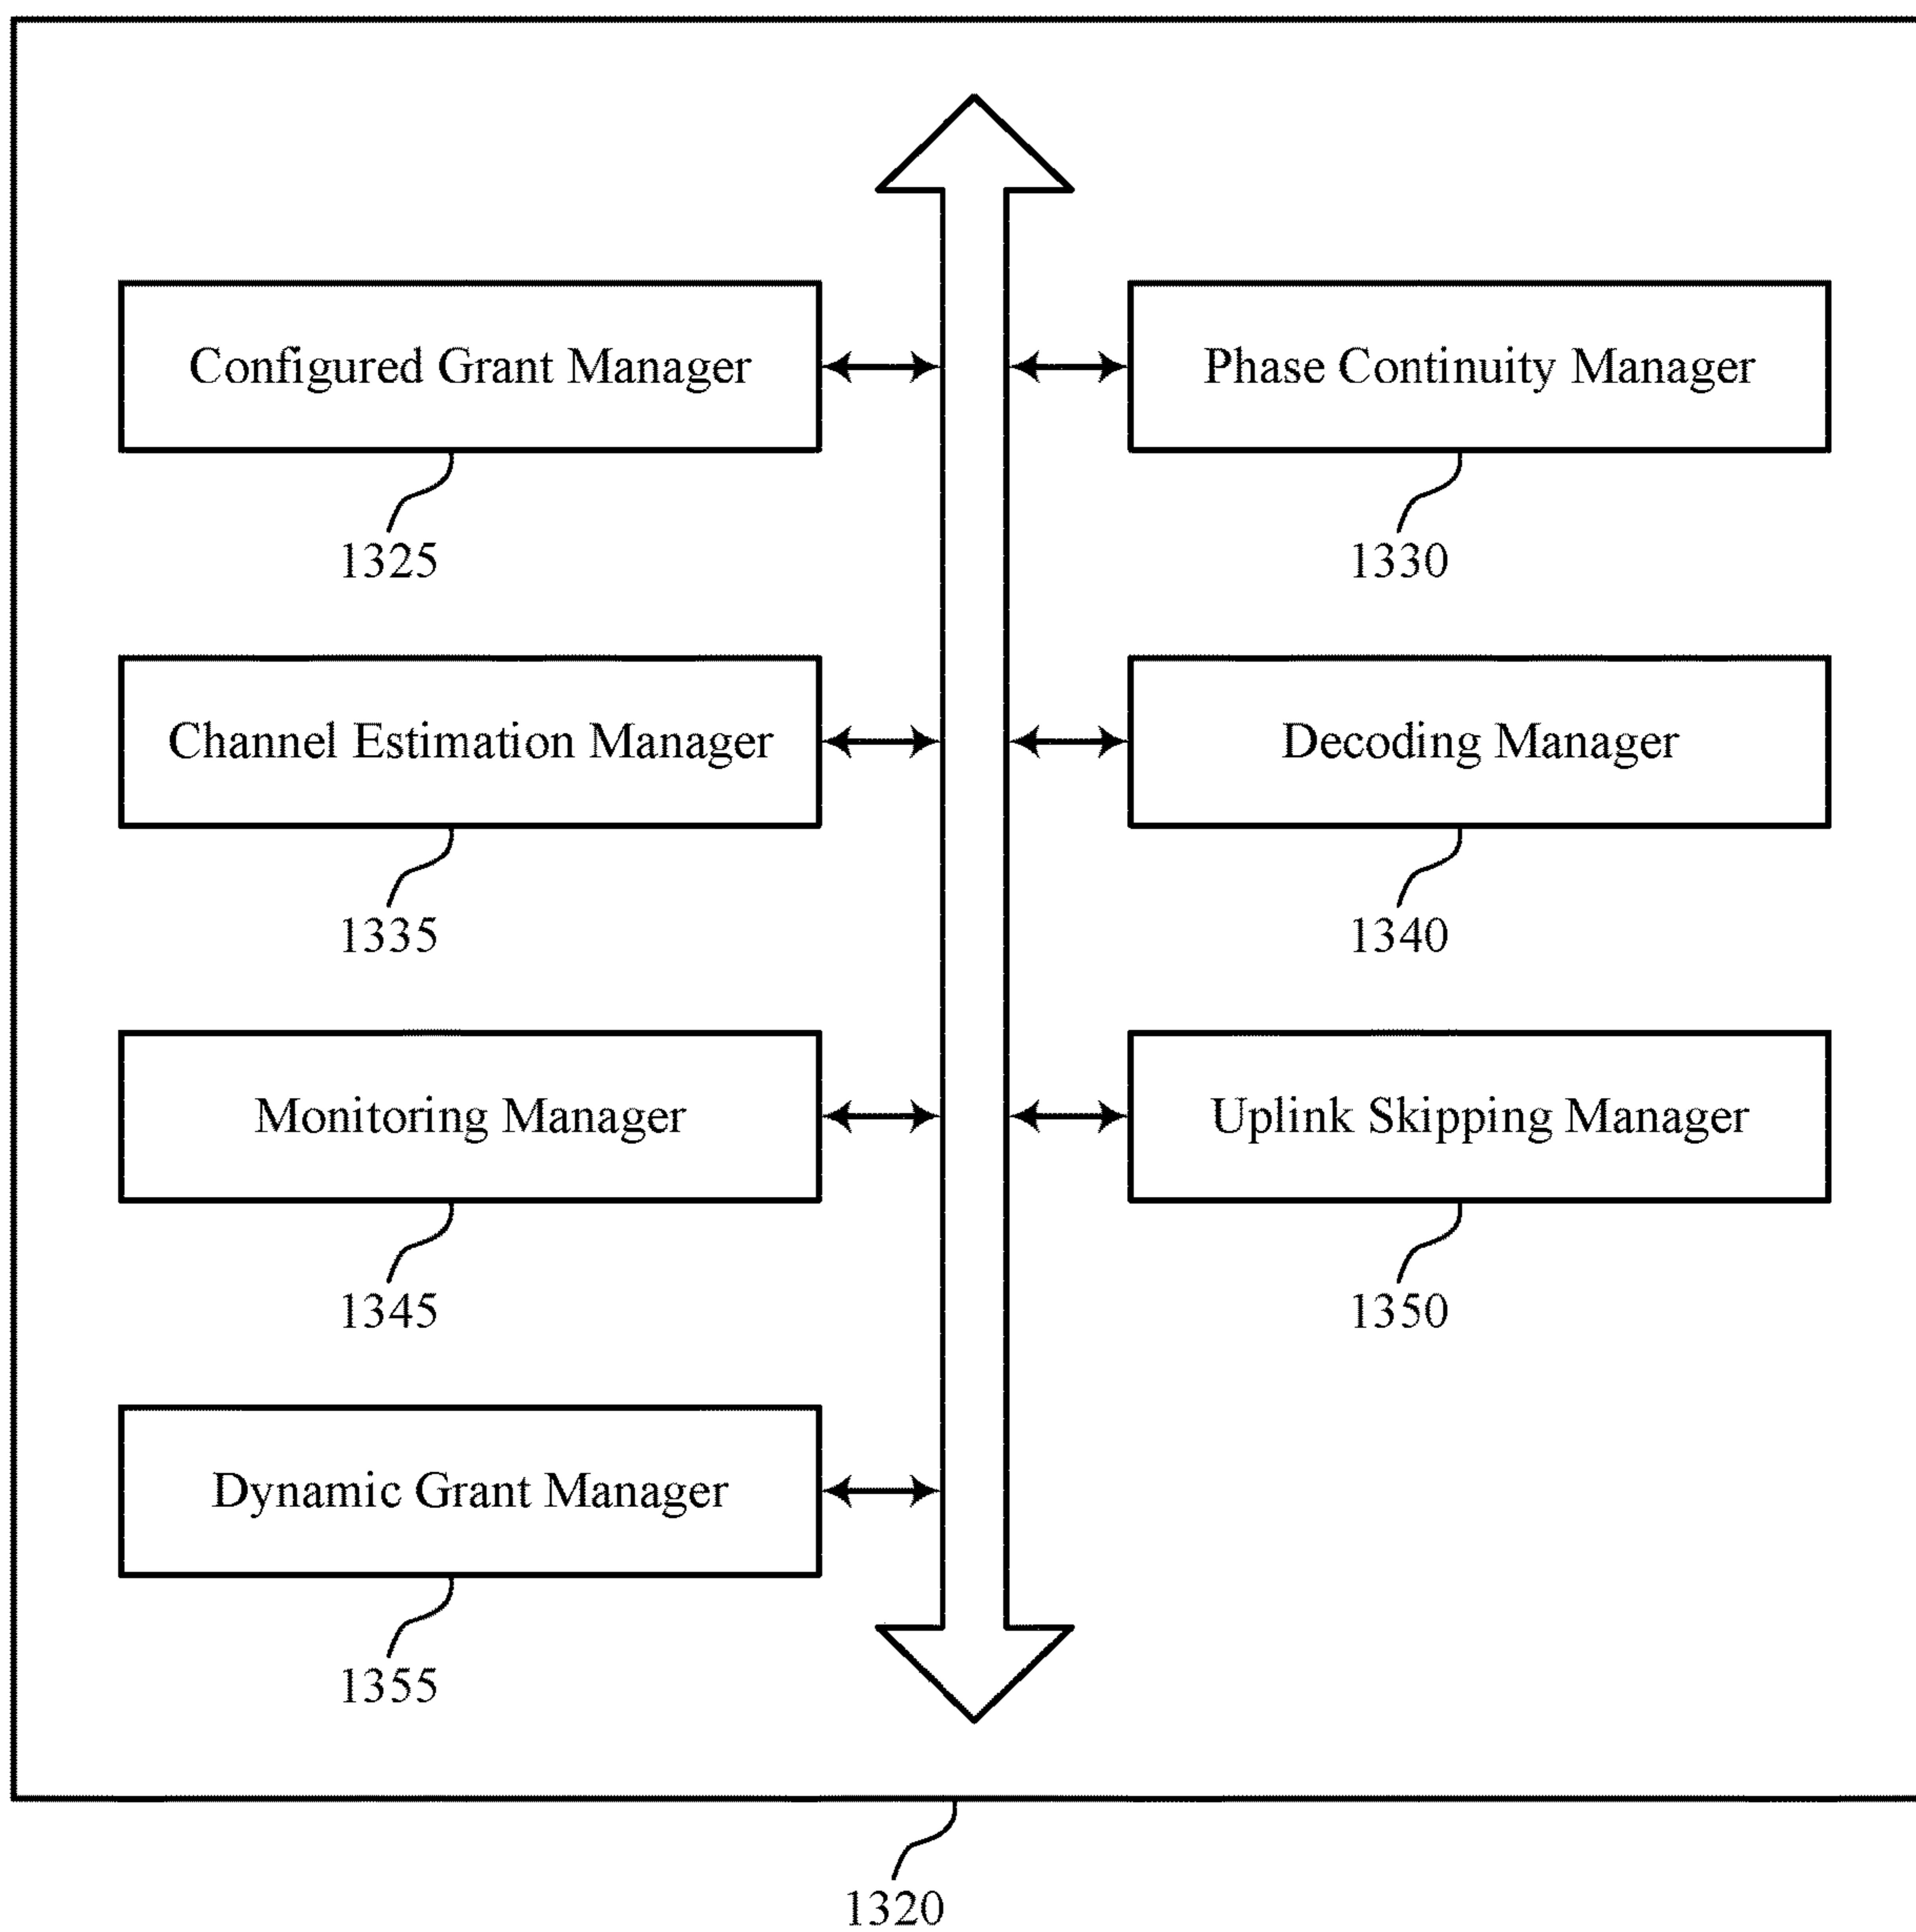 Configured Grant Manager
1325
Phase Continuity Manager
1330
Channel Estimation Manager
1335
Decoding Manager
1340
Monitoring Manager
1345
Uplink Skipping Manager
1350
Dynamic Grant Manager
1355
1320